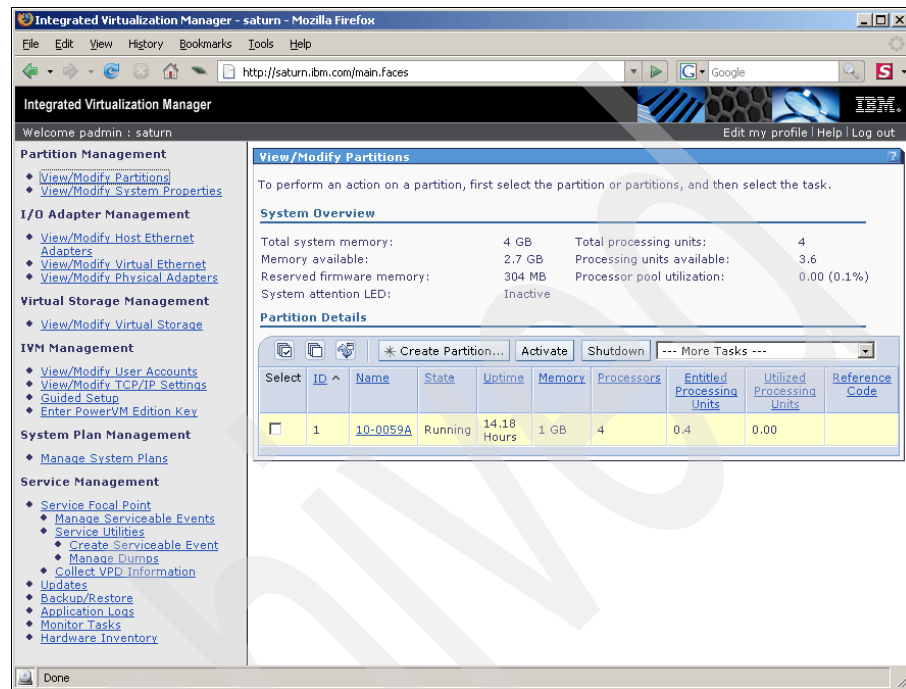 Integrated Virtualization Manager - saturn - Mozilla Firefox
File Edit View History Bookmarks Tools Help
http://saturn.ibm.com/main.faces
G Google
S
Integrated Virtualization Manager
IBM.
Welcome padmin : saturn
Edit my profile | Help | Log out
Partition Management
View/Modify Partitions
View/Modify System Properties
I/O Adapter Management
View/Modify Host Ethernet
Adapters
View/Modify Virtual Ethernet
View/Modify Physical Adapters
Virtual Storage Management
View/Modify Virtual Storage
IVM Management
View/Modify User Accounts
View/Modify TCP/IP Settings
Guided Setup
Enter PowerVM Edition Key
System Plan Management
Manage System Plans
Service Management
Service Focal Point
Manage Serviceable Events
Service Utilities
Create Serviceable Event
Manage Dumps
Collect VPD Information
Updates
Backup/Restore
Application Logs
Monitor Tasks
Hardware Inventory
View/Modify Partitions ?
To perform an action on a partition, first select the partition or partitions, and then select the task.
System Overview
Total system memory: 4 GB Total processing units: 4
Memory available: 2.7 GB Processing units available: 3.6
Reserved firmware memory: 304 MB Processor pool utilization: 0.00 (0.1%)
System attention LED: Inactive
Partition Details
Create Partition... Activate Shutdown --- More Tasks ---
Select ID ^ Name State Uptime Memory Processors Entitled Processing Units Utilized Processing Units Reference Code
1 10-0059A Running 14.18 Hours 1 GB 4 0.4 0.00
Done